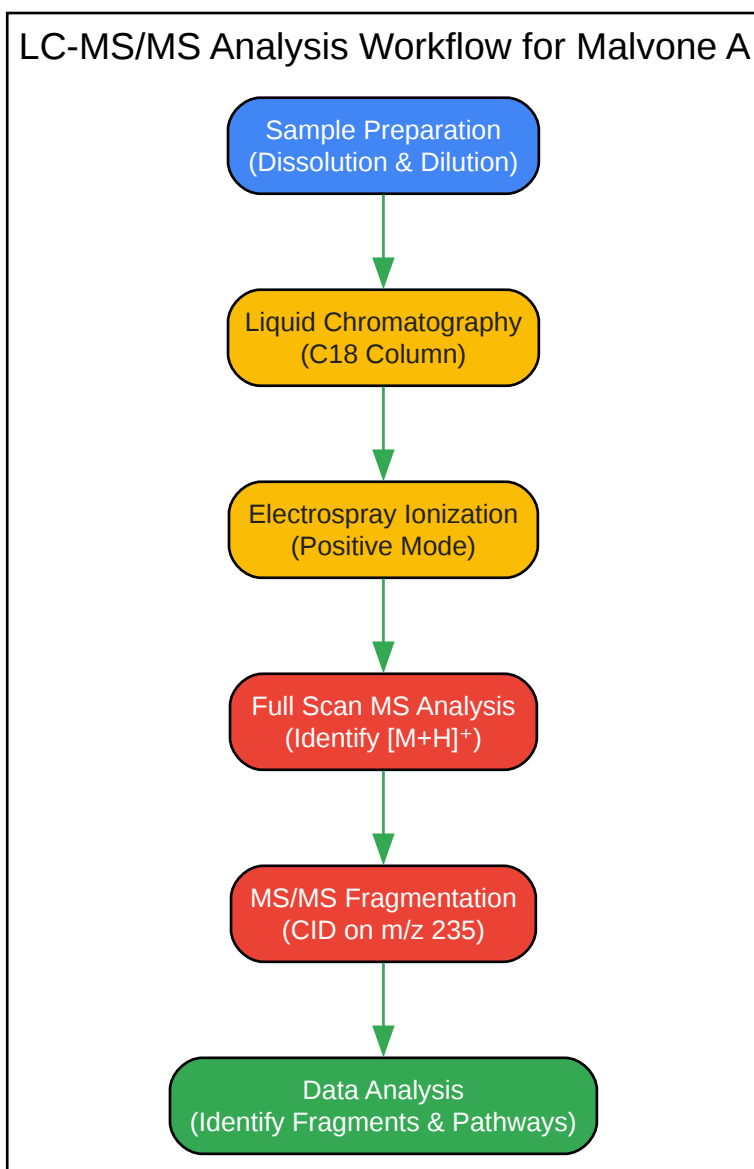 LC-MS/MS Analysis Workflow for Malvone A
Sample Preparation
(Dissolution & Dilution)
Liquid Chromatography
(C18 Column)
Electrospray Ionization
(Positive Mode)
Full Scan MS Analysis
(Identify [M+H]⁺)
MS/MS Fragmentation
(CID on m/z 235)
Data Analysis
(Identify Fragments & Pathways)